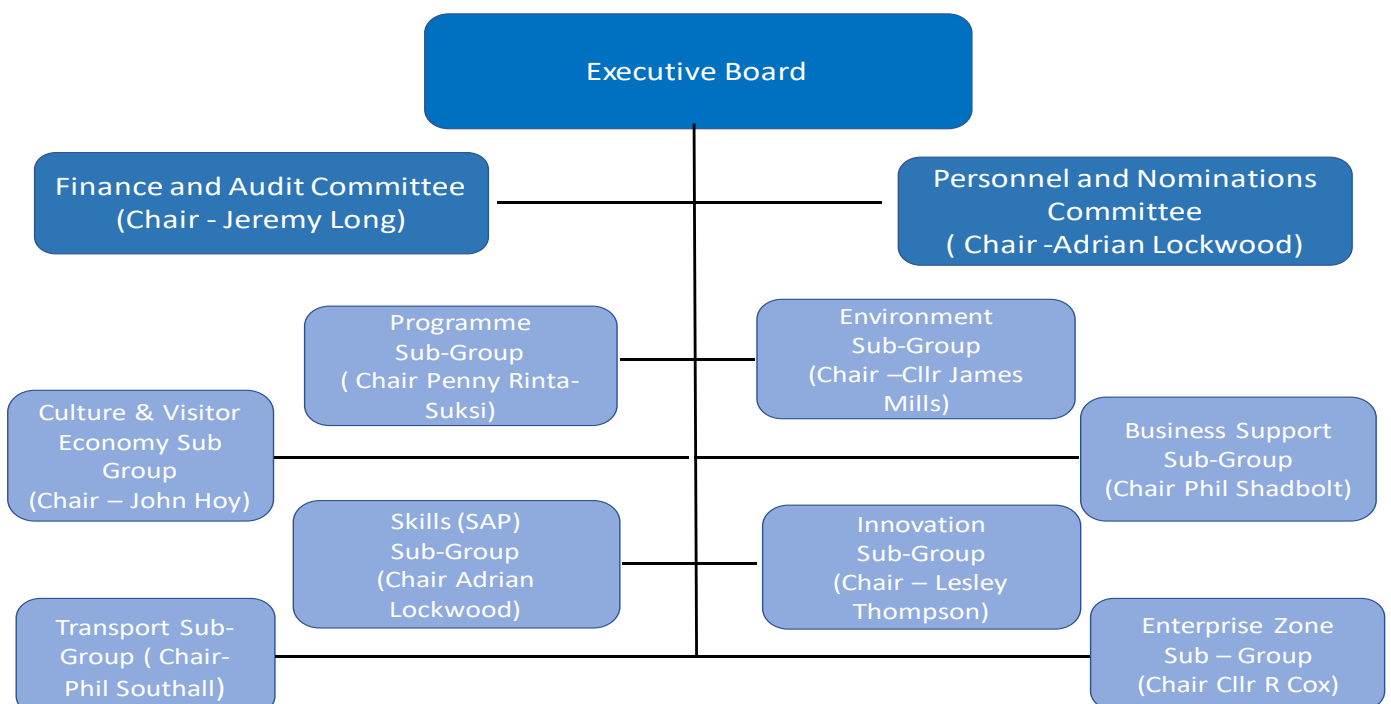 Executive Board
Finance and Audit Committee
(Chair - Jeremy Long)
Personnel and Nominations
Committee
( Chair -Adrian Lockwood)
Programme
Sub-Group
( Chair Penny Rinta-
Suksi)
Environment
Sub-Group
(Chair –Cllr James
Mills)
Culture & Visitor
Economy Sub
Group
(Chair – John Hoy)
Business Support
Sub-Group
(Chair Phil Shadbolt)
Skills (SAP)
Sub-Group
(Chair Adrian
Lockwood)
Innovation
Sub-Group
(Chair – Lesley
Thompson)
Transport Sub-
Group ( Chair-
Phil Southall)
Enterprise Zone
Sub – Group
(Chair Cllr R Cox)